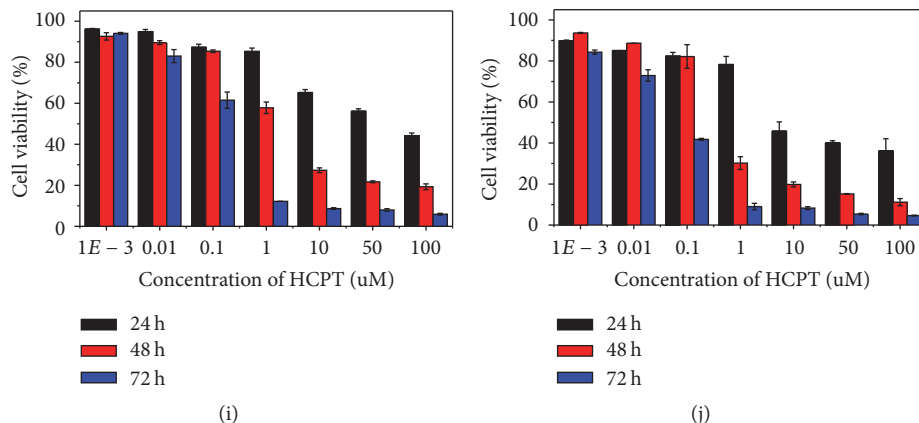 100
80
60
40
20
0
Cell viability (%)
1E − 3 0.01 0.1 1 10 50 100
Concentration of HCPT (uM)
24 h
48 h
72 h
(i)
100
80
60
40
20
0
Cell viability (%)
1E − 3 0.01 0.1 1 10 50 100
Concentration of HCPT (uM)
24 h
48 h
72 h
(j)